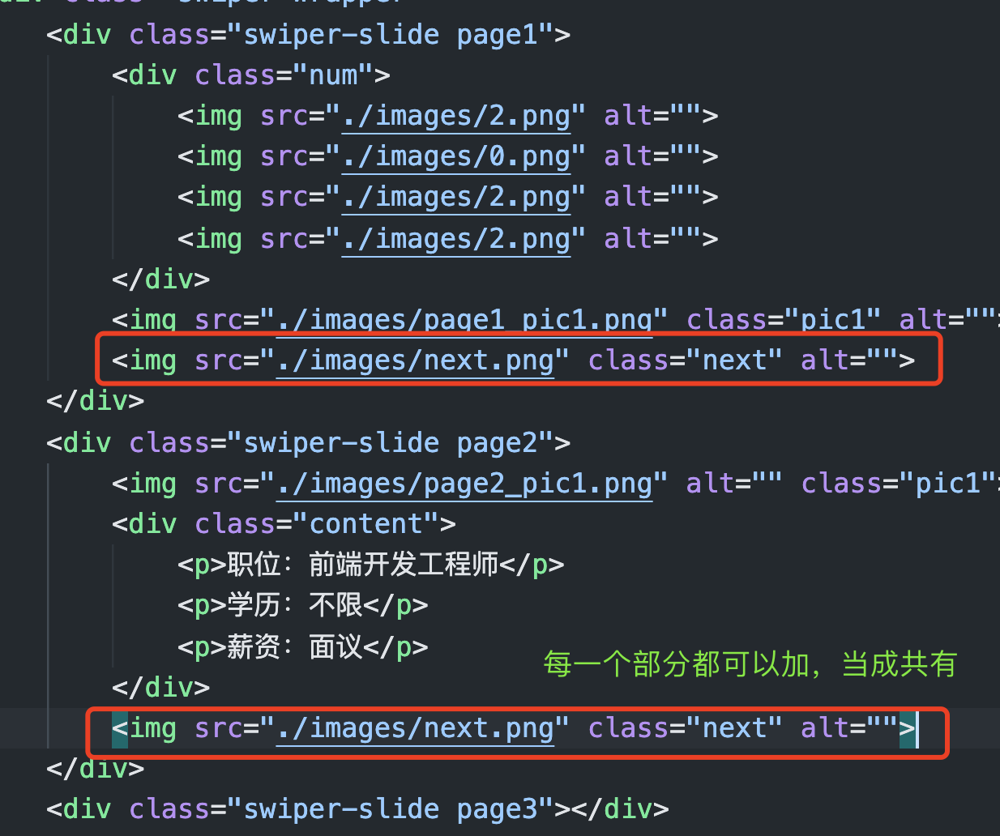 <div class="swiper-slide page1">
<div class="num">
<img src="./images/2.png" alt="">
<img src="./images/0.png" alt="">
<img src="./images/2.png" alt="">
<img src="./images/2.png" alt="">
</div>
<img src="./images/page1_pic1.png" class="pic1" alt="">
<img src="./images/next.png" class="next" alt="">
</div>
<div class="swiper-slide page2">
<img src="./images/page2_pic1.png" alt="" class="pic1">
<div class="content">
<p>职位：前端开发工程师</p>
<p>学历：不限</p>
<p>薪资：面议</p>
每一个部分都可以加，当成共有
</div>
<img src="./images/next.png" class="next" alt="">
</div>
<div class="swiper-slide page3"></div>